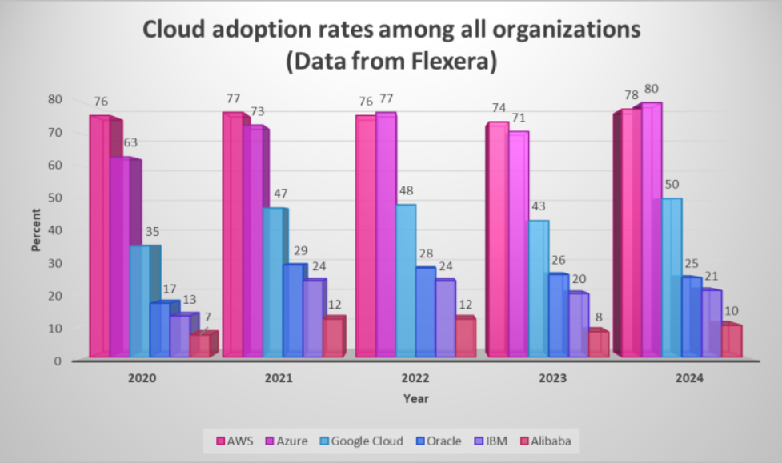 Cloud adoption rates among all organizations
(Data from Flexera)
80
70
60
50
40
30
20
10
0
Percent
76 63 35 17 13 7
77 73 47 29 24 12
76 77 48 28 24 12
74 71 43 26 20 8
78 80 50 25 21 10
2020 2021 2022 2023 2024
Year
AWS Azure Google Cloud Oracle IBM Alibaba